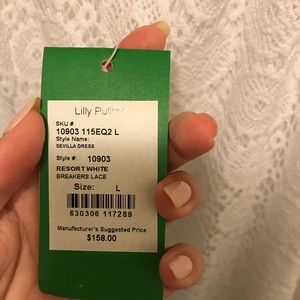 Lilly Pulitzer
SKU #
10903 115EQ2 L
Style Name:
SEVILLA DRESS
Style #: 10903
RESORT WHITE
BREAKERS LACE
Size: L
630306 117289
Manufacturer's Suggested Price
$158.00